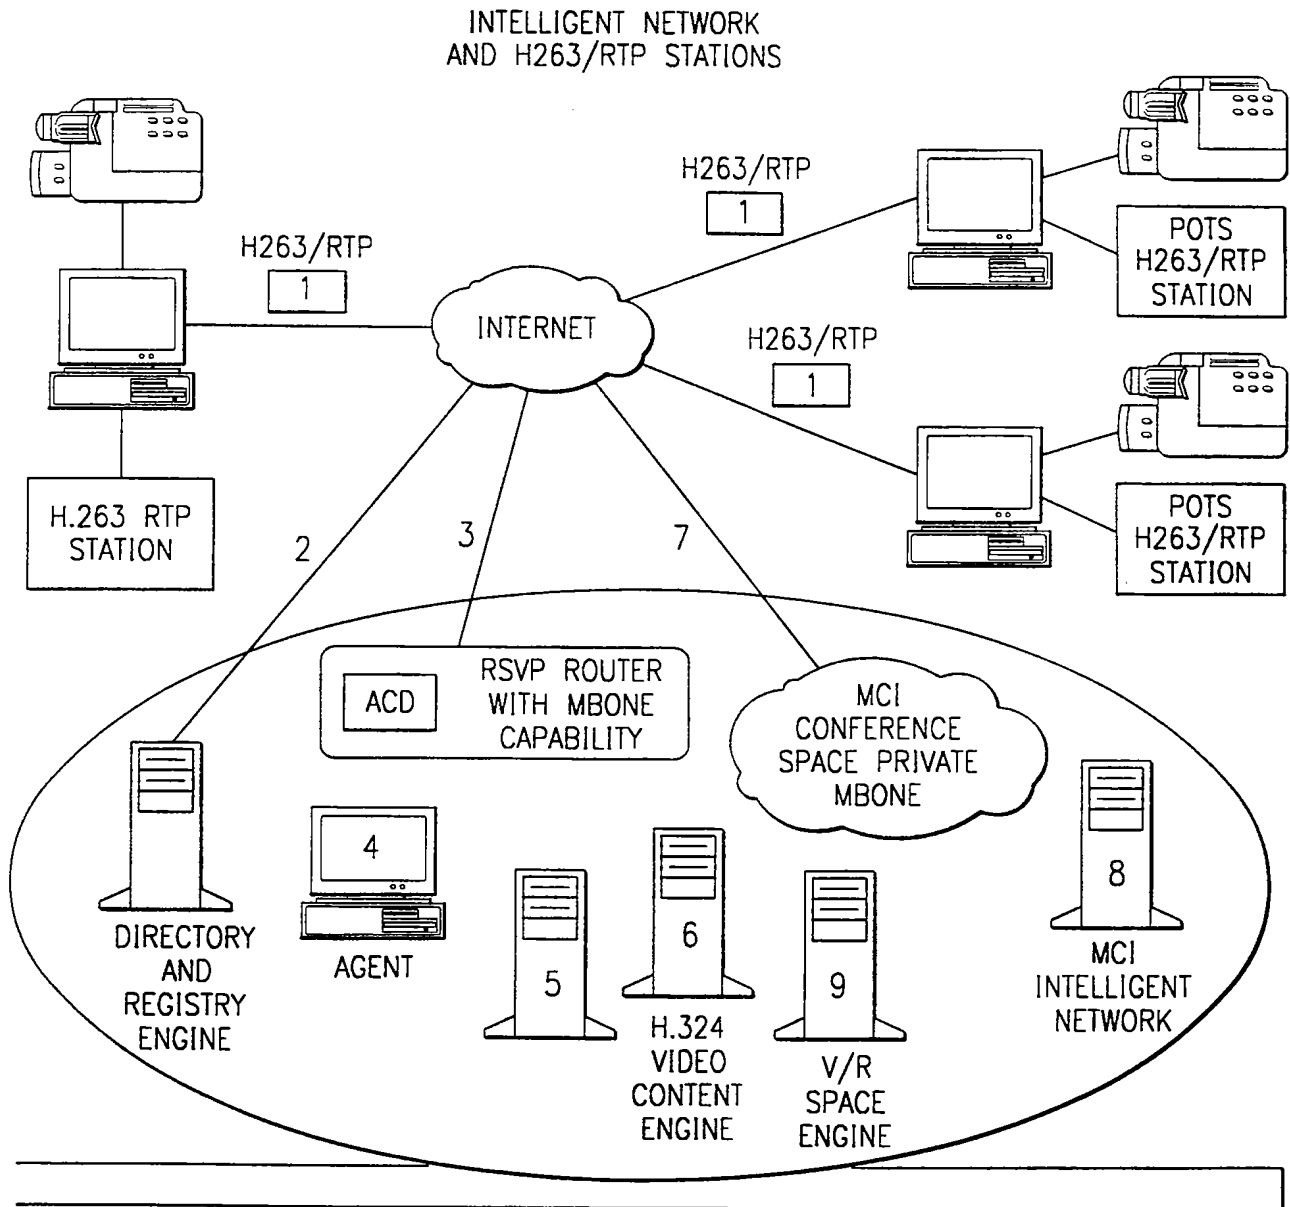 INTELLIGENT NETWORK
AND H263/RTP STATIONS
H263/RTP
1
H263/RTP
1
POTS
H263/RTP
STATION
INTERNET
H263/RTP
1
H.263 RTP
STATION
POTS
H263/RTP
STATION
2
3
7
ACD
RSVP ROUTER
WITH MBONE
CAPABILITY
MCI
CONFERENCE
SPACE PRIVATE
MBONE
DIRECTORY
AND
REGISTRY
ENGINE
4
AGENT
5
6
H.324
VIDEO
CONTENT
ENGINE
9
V/R
SPACE
ENGINE
8
MCI
INTELLIGENT
NETWORK